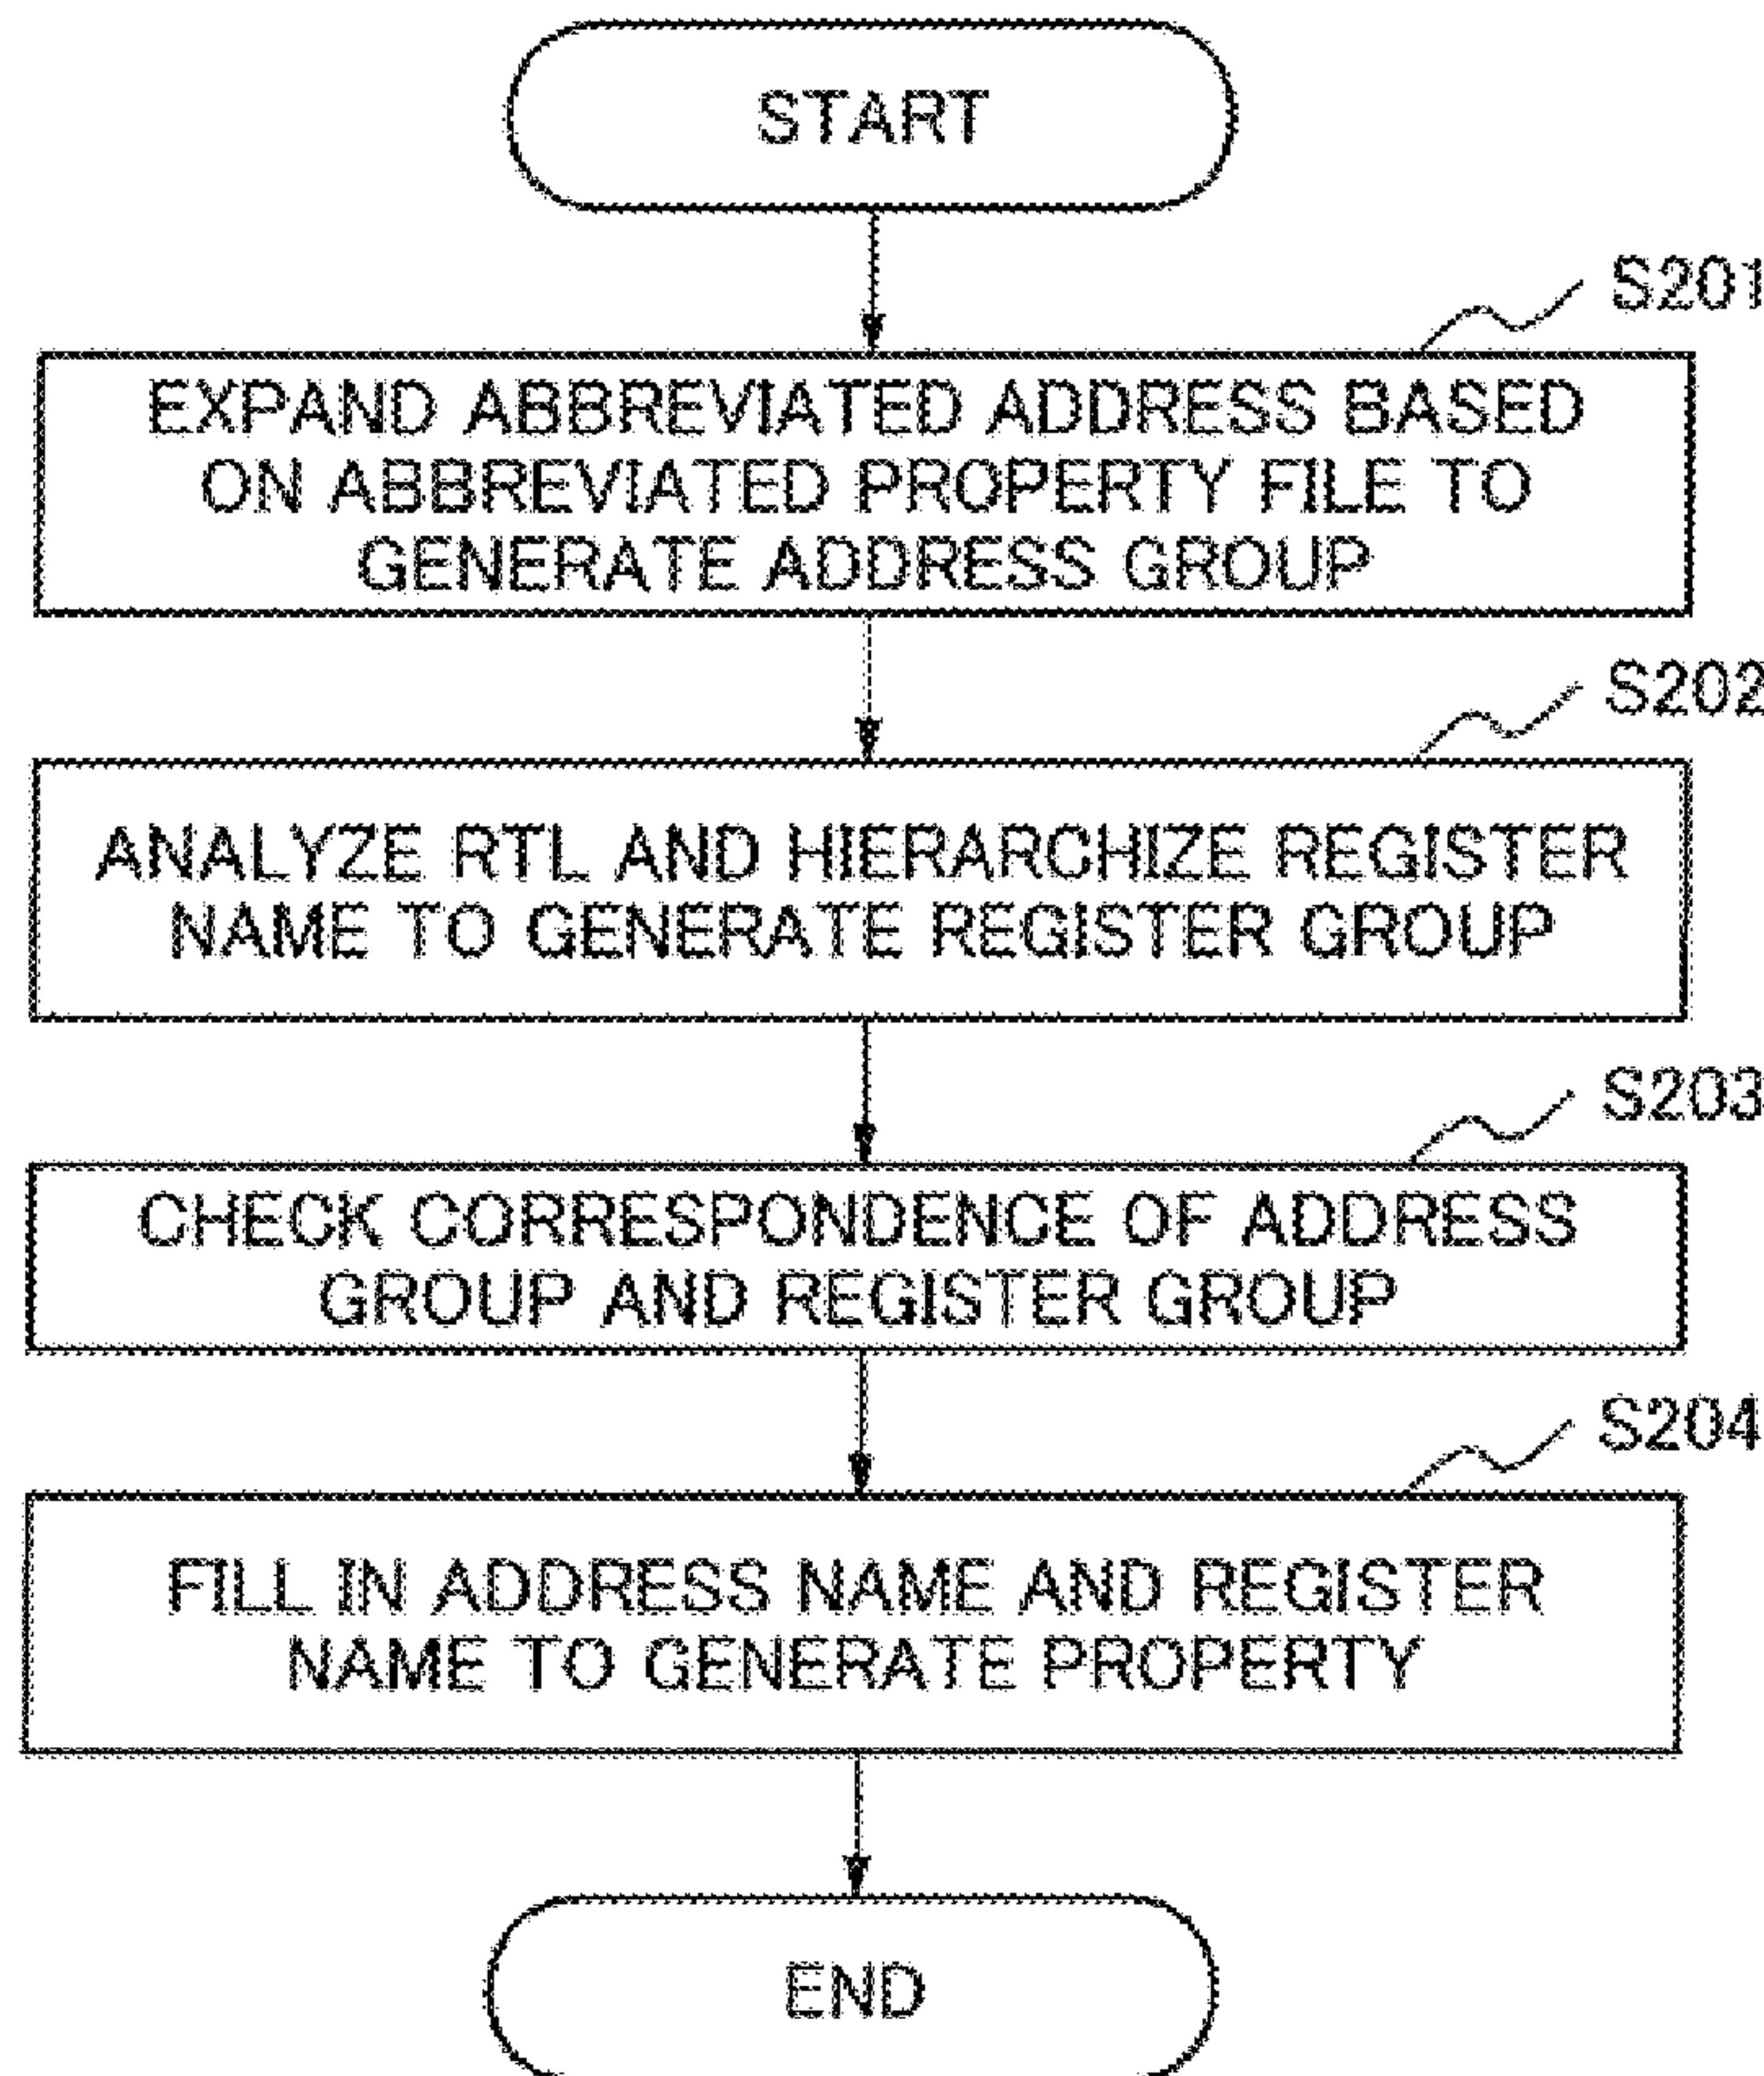 START
S201
EXPAND ABBREVIATED ADDRESS BASED
ON ABBREVIATED PROPERTY FILE TO
GENERATE ADDRESS GROUP
S202
ANALYZE RTL AND HIERARCHIZE REGISTER
NAME TO GENERATE REGISTER GROUP
S203
CHECK CORRESPONDENCE OF ADDRESS
GROUP AND REGISTER GROUP
S204
FILL IN ADDRESS NAME AND REGISTER
NAME TO GENERATE PROPERTY
END